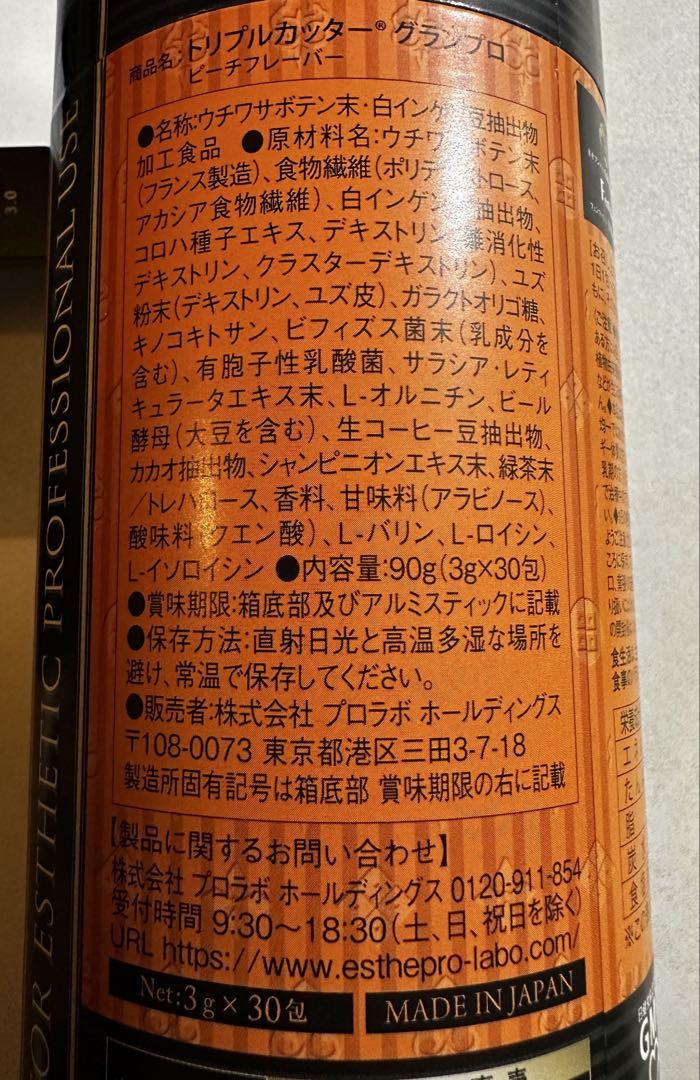 商品名:トリプルカッター®グランプロ
ピーチフレーバー
●名称:ウチワサボテン末・白インゲン豆抽出物
加工食品 ●原材料名:ウチワサボテン末
(フランス製造)、食物繊維(ポリデキストロース、
アカシア食物繊維)、白インゲン豆抽出物、
コロハ種子エキス、デキストリン(難消化性
デキストリン、クラスターデキストリン)、ユズ
粉末(デキストリン、ユズ皮)、ガラクトオリゴ糖、
キノコキトサン、ビフィズス菌末(乳成分を
含む)、有胞子性乳酸菌、サラシア・レティ
キュラータエキス末、L-オルニチン、ビール
酵母(大豆を含む)、生コーヒー豆抽出物、
カカオ抽出物、シャンピニオンエキス末、緑茶末
/トレハロース、香料、甘味料(アラビノース)、
酸味料(クエン酸)、L-バリン、L-ロイシン、
L-イソロイシン ●内容量:90g(3g×30包)
●賞味期限:箱底部及びアルミスティックに記載
●保存方法:直射日光と高温多湿な場所を
避け、常温で保存してください。
●販売者:株式会社 プロラボ ホールディングス
〒108-0073 東京都港区三田3-7-18
製造所固有記号は箱底部 賞味期限の右に記載
【製品に関するお問い合わせ】
株式会社 プロラボ ホールディングス 0120-911-854
受付時間 9:30～18:30(土、日、祝日を除く)
URL https://www.esthepro-labo.com/
Net:3g×30包
MADE IN JAPAN
FOR ESTHETIC PROFESSIONAL USE
3.0